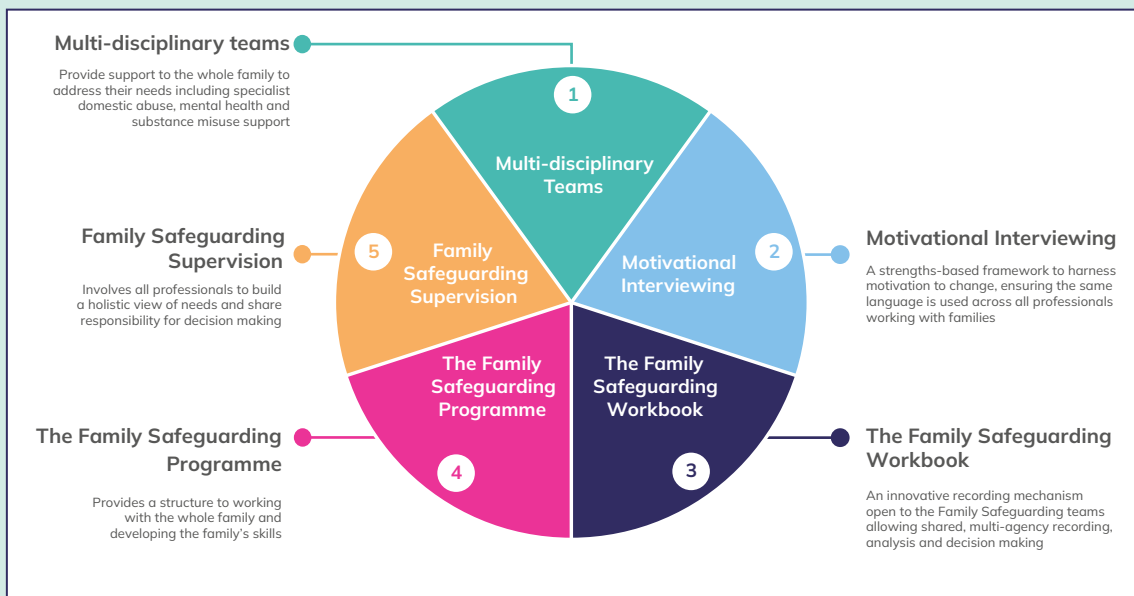 Multi-disciplinary teams
Provide support to the whole family to
address their needs including specialist
domestic abuse, mental health and
substance misuse support
1
Multi-disciplinary
Teams
2
Motivational
Interviewing
Motivational Interviewing
A strengths-based framework to harness
motivation to change, ensuring the same
language is used across all professionals
working with families
The Family
Safeguarding
Workbook
3
The Family Safeguarding
Workbook
An innovative recording mechanism
open to the Family Safeguarding teams
allowing shared, multi-agency recording,
analysis and decision making
The Family
Safeguarding
Programme
4
The Family Safeguarding
Programme
Provides a structure to working
with the whole family and
developing the family’s skills
5
Family
Safeguarding
Supervision
Family Safeguarding
Supervision
Involves all professionals to build
a holistic view of needs and share
responsibility for decision making